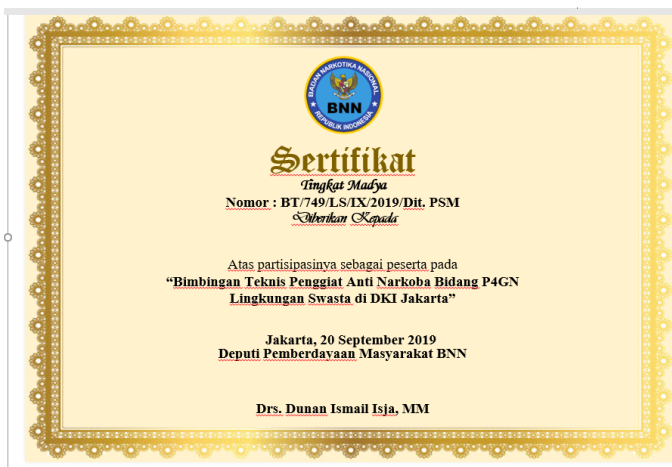 BADAN NARKOTIKA NASIONAL
BNN
REPUBLIK INDONESIA
Sertifikat
Tingkat Madya
Nomor : BT/749/LS/IX/2019/Dit. PSM
Diberikan Kepada
Atas partisipasinya sebagai peserta pada
“Bimbingan Teknis Penggiat Anti Narkoba Bidang P4GN
Lingkungan Swasta di DKI Jakarta”
Jakarta, 20 September 2019
Deputi Pemberdayaan Masyarakat BNN
Drs. Dunan Ismail Isja, MM